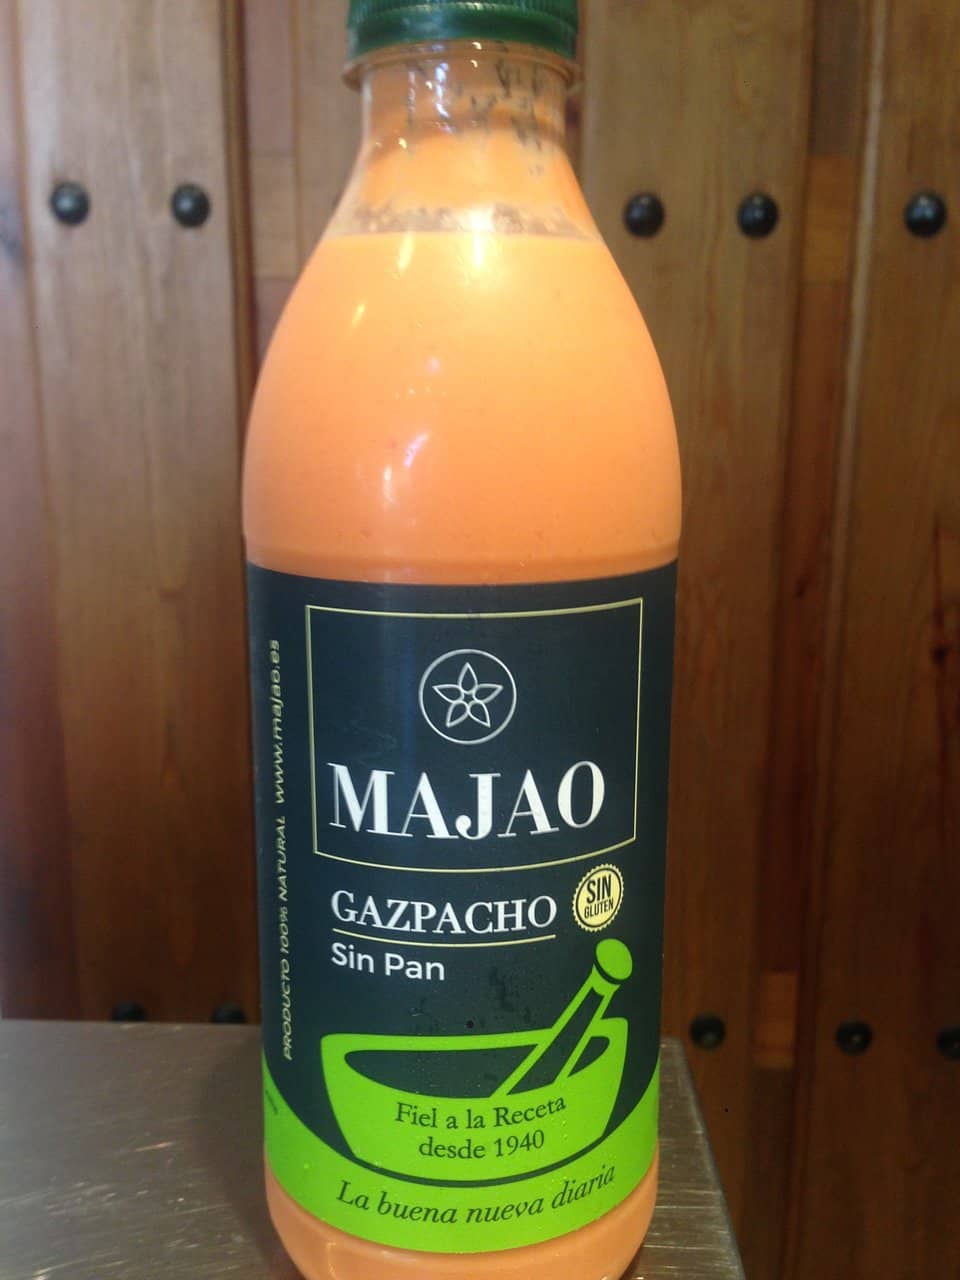 MAJAO
GAZPACHO
Sin Pan
SIN
GLUTEN
Fiel a la Receta
desde 1940
La buena nueva diaria
PRODUCTO 100% NATURAL www.majao.es